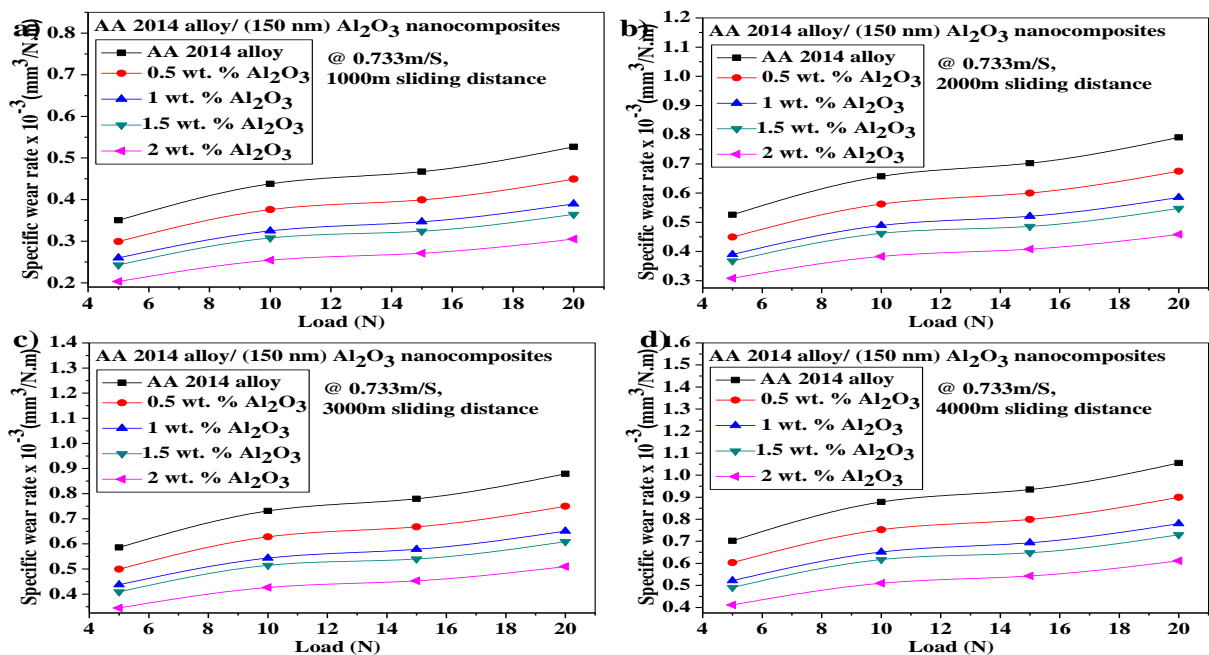 a)
AA 2014 alloy/ (150 nm) Al₂O₃ nanocomposites
AA 2014 alloy
0.5 wt. % Al₂O₃
1 wt. % Al₂O₃
1.5 wt. % Al₂O₃
2 wt. % Al₂O₃
@ 0.733m/S,
1000m sliding distance
Specific wear rate x 10⁻³(mm³/N.m)
0.8
0.7
0.6
0.5
0.4
0.3
0.2
4 6 8 10 12 14 16 18 20
Load (N)
b)
AA 2014 alloy/ (150 nm) Al₂O₃ nanocomposites
AA 2014 alloy
0.5 wt. % Al₂O₃
1 wt. % Al₂O₃
1.5 wt. % Al₂O₃
2 wt. % Al₂O₃
@ 0.733m/S,
2000m sliding distance
Specific wear rate x 10⁻³(mm³/N.m)
1.2
1.1
1.0
0.9
0.8
0.7
0.6
0.5
0.4
0.3
4 6 8 10 12 14 16 18 20
Load (N)
c)
AA 2014 alloy/ (150 nm) Al₂O₃ nanocomposites
AA 2014 alloy
0.5 wt. % Al₂O₃
1 wt. % Al₂O₃
1.5 wt. % Al₂O₃
2 wt. % Al₂O₃
@ 0.733m/S,
3000m sliding distance
Specific wear rate x 10⁻³(mm³/N.m)
1.4
1.3
1.2
1.1
1.0
0.9
0.8
0.7
0.6
0.5
0.4
4 6 8 10 12 14 16 18 20
Load (N)
d)
AA 2014 alloy/ (150 nm) Al₂O₃ nanocomposites
AA 2014 alloy
0.5 wt. % Al₂O₃
1 wt. % Al₂O₃
1.5 wt. % Al₂O₃
2 wt. % Al₂O₃
@ 0.733m/S,
4000m sliding distance
Specific wear rate x 10⁻³(mm³/N.m)
1.6
1.5
1.4
1.3
1.2
1.1
1.0
0.9
0.8
0.7
0.6
0.5
0.4
4 6 8 10 12 14 16 18 20
Load (N)